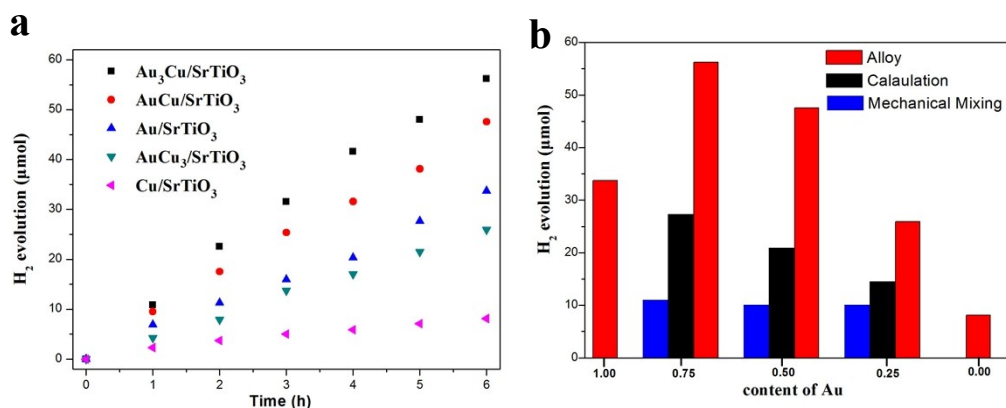 a
H2 evolution (μmol)
60
50
40
30
20
10
0
Au3Cu/SrTiO3
AuCu/SrTiO3
Au/SrTiO3
AuCu3/SrTiO3
Cu/SrTiO3
0 1 2 3 4 5 6
Time (h)
b
H2 evolution (μmol)
60
50
40
30
20
10
0
Alloy
Calaulation
Mechanical Mixing
1.00 0.75 0.50 0.25 0.00
content of Au